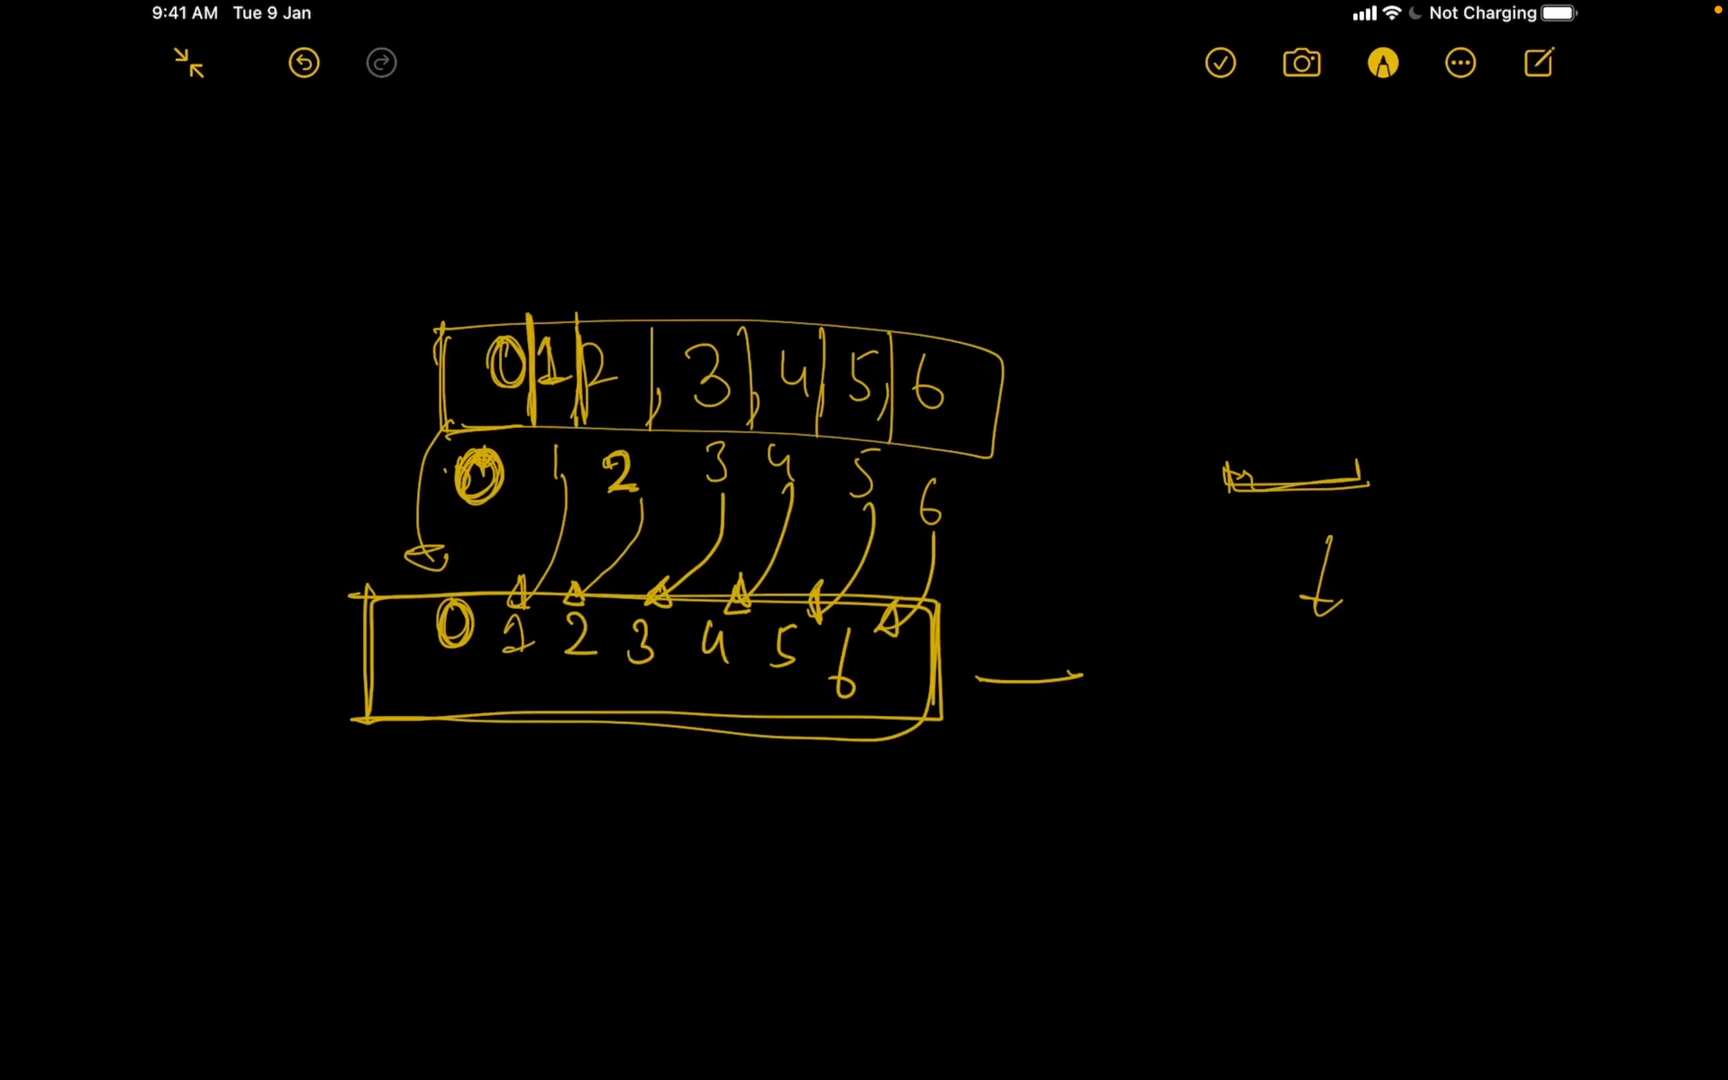 9:41 AM Tue 9 Jan
Not Charging
0 1 2 , 3 , 4 , 5 , 6
0 1 2 3 4 5 6
0 1 2 3 4 5 6
t